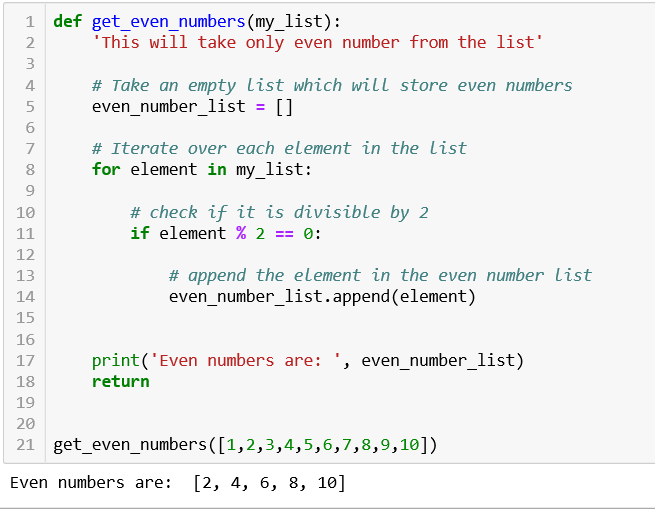 1 def get_even_numbers(my_list):
2     'This will take only even number from the list'
3
4     # Take an empty list which will store even numbers
5     even_number_list = []
6
7     # Iterate over each element in the list
8     for element in my_list:
9
10         # check if it is divisible by 2
11         if element % 2 == 0:
12
13             # append the element in the even number list
14             even_number_list.append(element)
15
16
17     print('Even numbers are: ', even_number_list)
18     return
19
20
21 get_even_numbers([1,2,3,4,5,6,7,8,9,10])
Even numbers are:  [2, 4, 6, 8, 10]